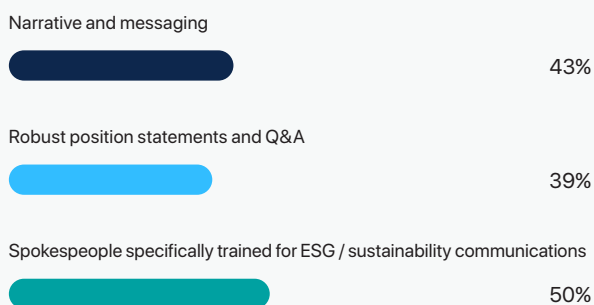 Narrative and messaging
43%
Robust position statements and Q&A
39%
Spokespeople specifically trained for ESG / sustainability communications
50%